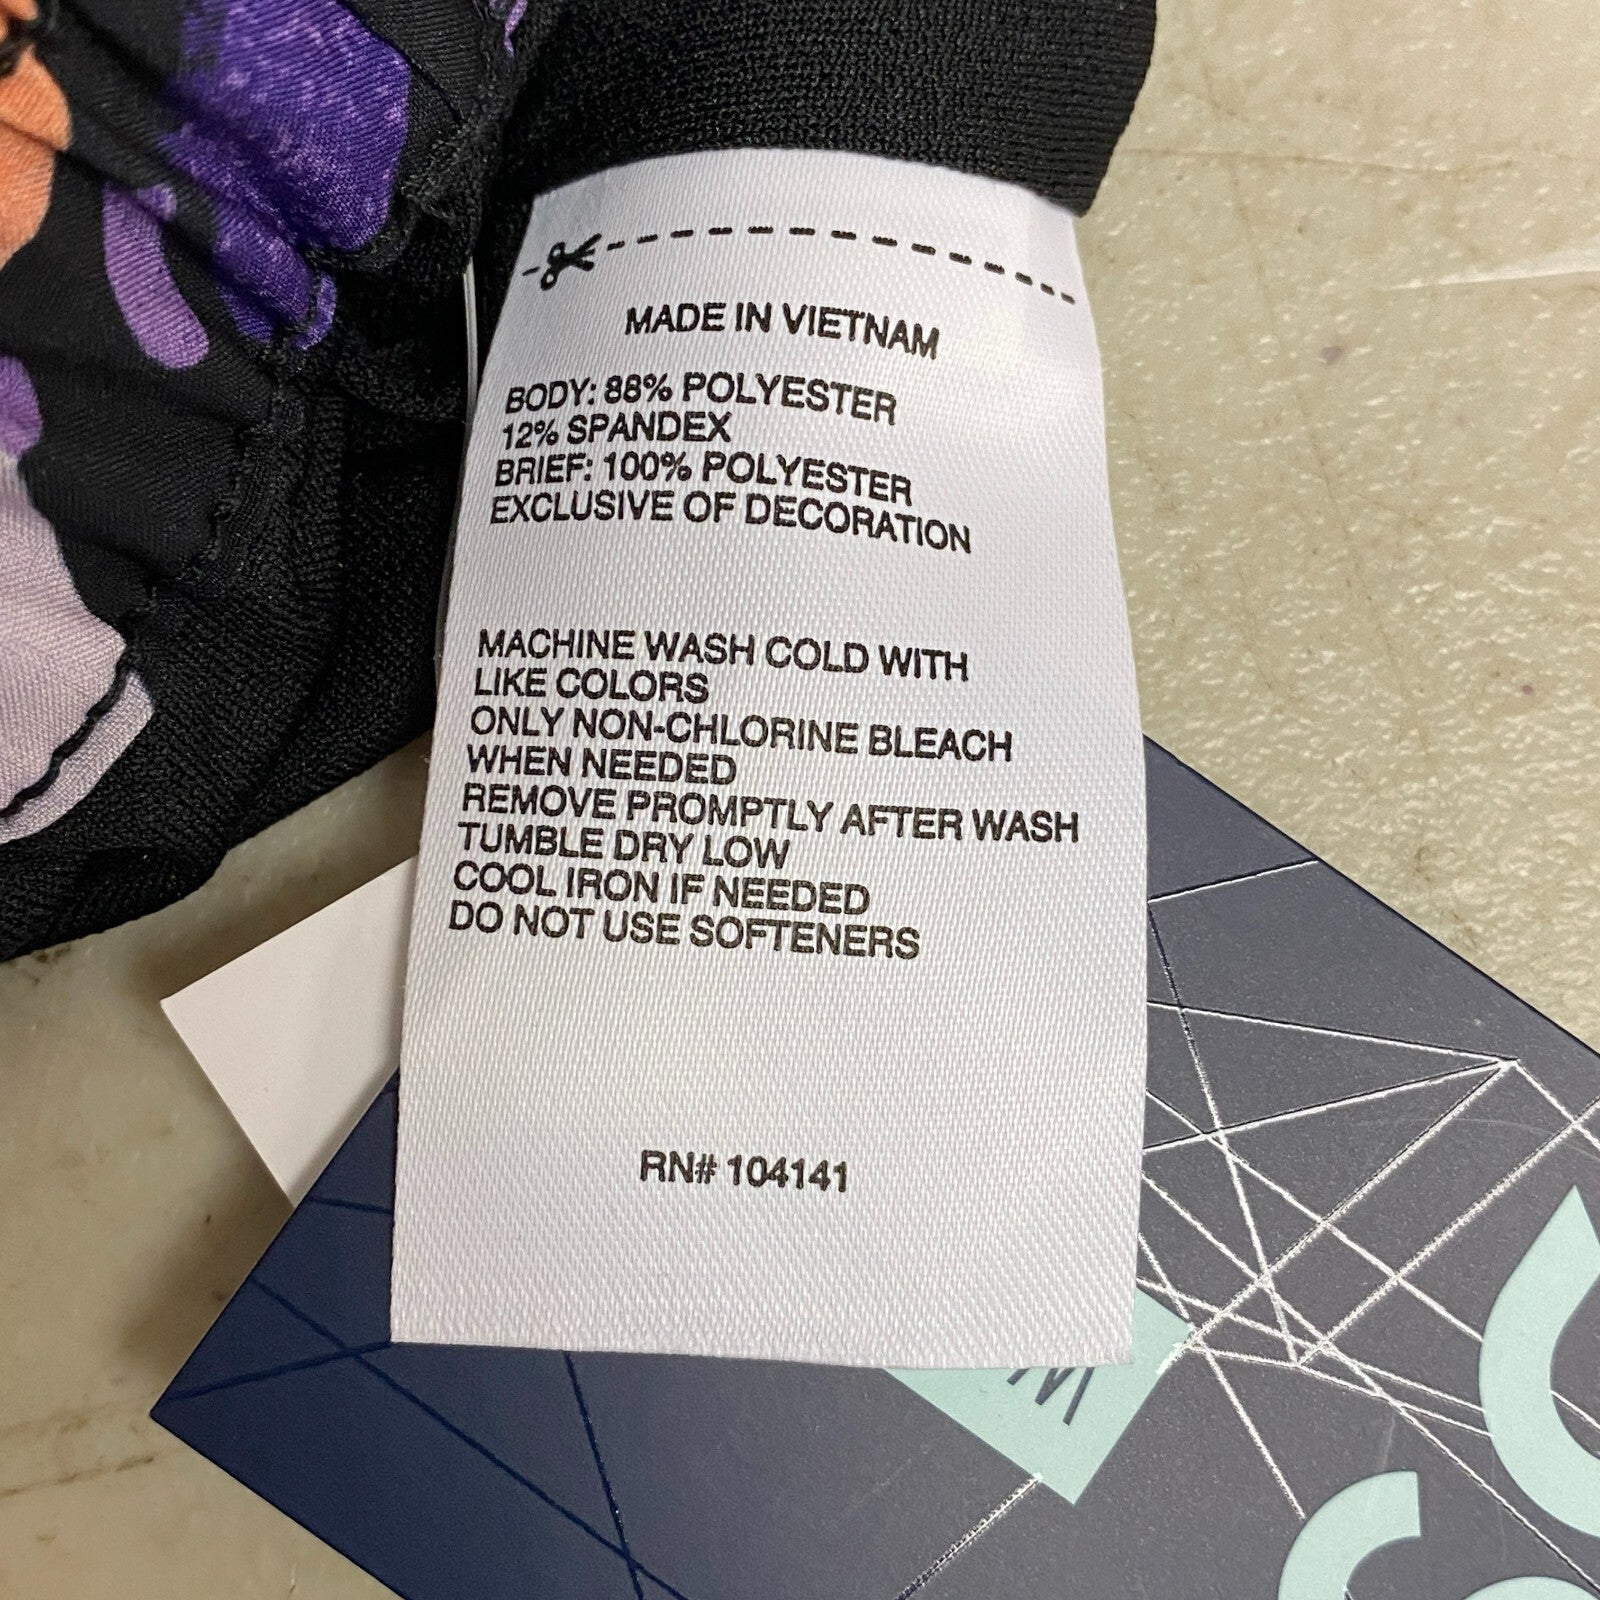 MADE IN VIETNAM
BODY: 88% POLYESTER
12% SPANDEX
BRIEF: 100% POLYESTER
EXCLUSIVE OF DECORATION
MACHINE WASH COLD WITH
LIKE COLORS
ONLY NON-CHLORINE BLEACH
WHEN NEEDED
REMOVE PROMPTLY AFTER WASH
TUMBLE DRY LOW
COOL IRON IF NEEDED
DO NOT USE SOFTENERS
RN# 104141